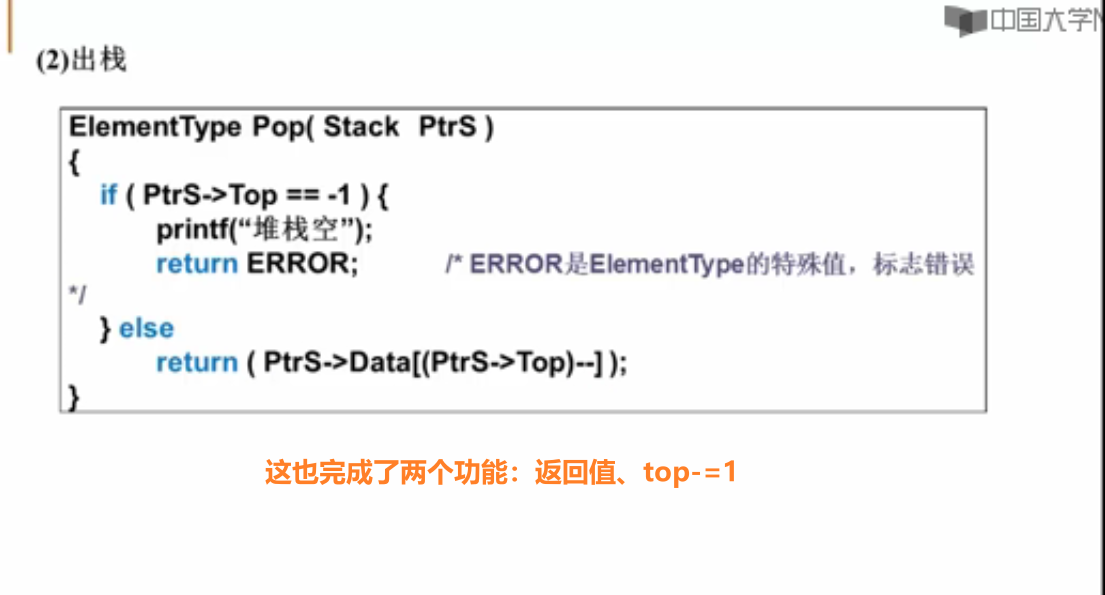 中国大学M
(2)出栈
ElementType Pop( Stack PtrS )
{
if ( PtrS->Top == -1 ) {
printf(“堆栈空”);
return ERROR; /* ERROR是ElementType的特殊值，标志错误
*/
} else
return ( PtrS->Data[(PtrS->Top)--] );
}
这也完成了两个功能：返回值、top-=1